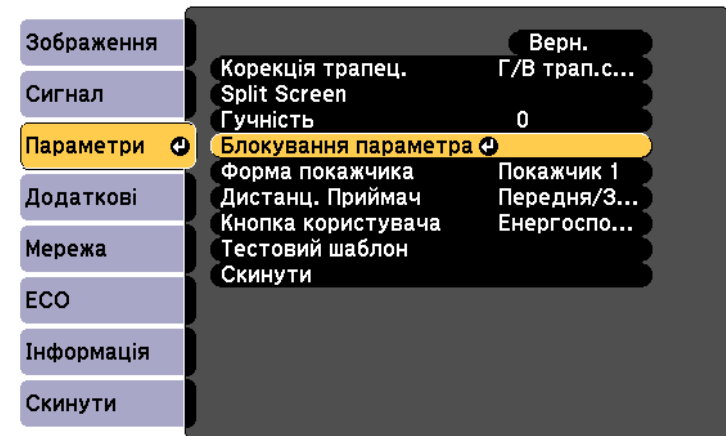 Зображення
Сигнал
Параметри
Додаткові
Мережа
ECO
Інформація
Скинути
Верн.
Корекція трапец. Г/В трап.с...
Split Screen
Гучність 0
Блокування параметра
Форма покажчика Покажчик 1
Дистанц. Приймач Передня/З...
Кнопка користувача Енергоспо...
Тестовий шаблон
Скинути